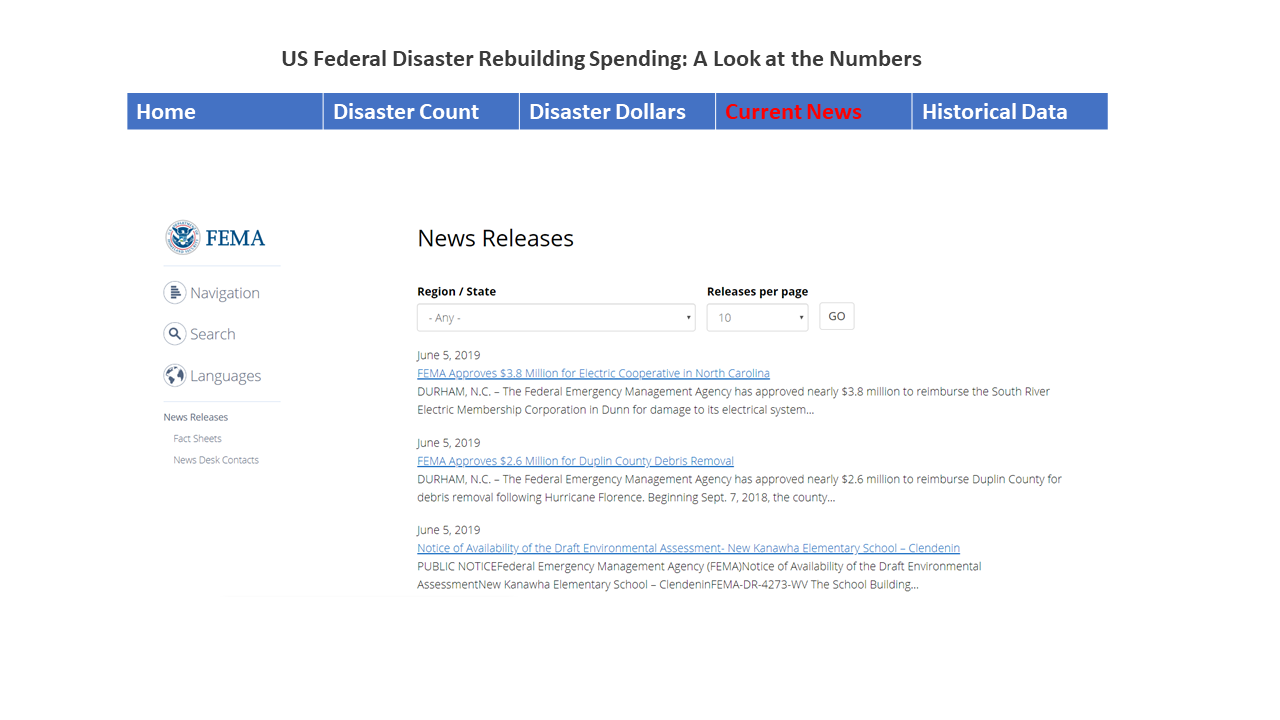 US Federal Disaster Rebuilding Spending: A Look at the Numbers
Home Disaster Count Disaster Dollars Current News Historical Data
FEMA
Navigation
Search
Languages
News Releases
Fact Sheets
News Desk Contacts
News Releases
Region / State Releases per page
- Any - 10 GO
June 5, 2019
FEMA Approves $3.8 Million for Electric Cooperative in North Carolina
DURHAM, N.C. – The Federal Emergency Management Agency has approved nearly $3.8 million to reimburse the South River
Electric Membership Corporation in Dunn for damage to its electrical system...
June 5, 2019
FEMA Approves $2.6 Million for Duplin County Debris Removal
DURHAM, N.C. – The Federal Emergency Management Agency has approved nearly $2.6 million to reimburse Duplin County for
debris removal following Hurricane Florence. Beginning Sept. 7, 2018, the county...
June 5, 2019
Notice of Availability of the Draft Environmental Assessment- New Kanawha Elementary School – Clendenin
PUBLIC NOTICEFederal Emergency Management Agency (FEMA)Notice of Availability of the Draft Environmental
AssessmentNew Kanawha Elementary School – ClendeninFEMA-DR-4273-WV The School Building...